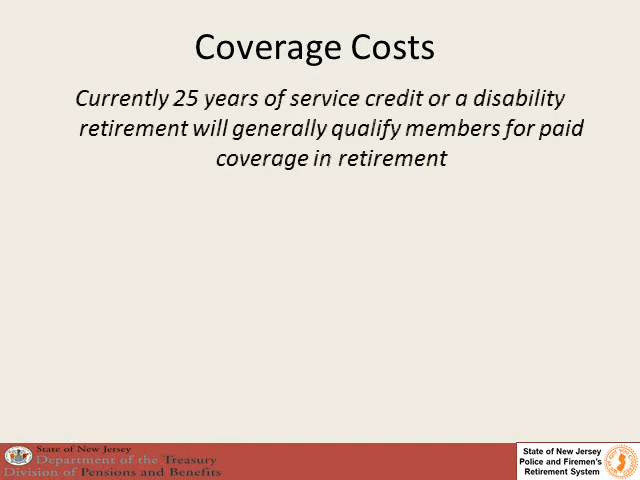 Coverage Costs
Currently 25 years of service credit or a disability
retirement will generally qualify members for paid
coverage in retirement
State of New Jersey
Department of the Treasury
Division of Pensions and Benefits
State of New Jersey
Police and Firemen's
Retirement System